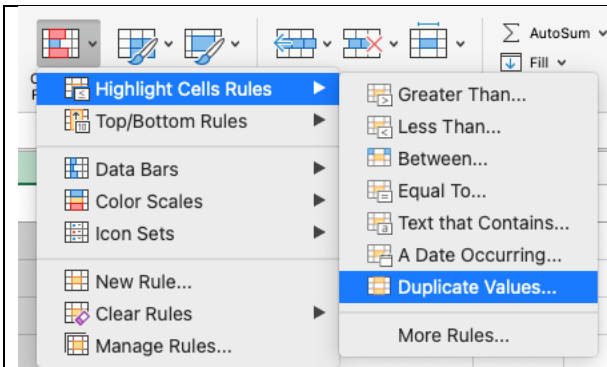 AutoSum
Fill
Highlight Cells Rules
Top/Bottom Rules
Data Bars
Color Scales
Icon Sets
New Rule...
Clear Rules
Manage Rules...
Greater Than...
Less Than...
Between...
Equal To...
Text that Contains...
A Date Occurring...
Duplicate Values...
More Rules...